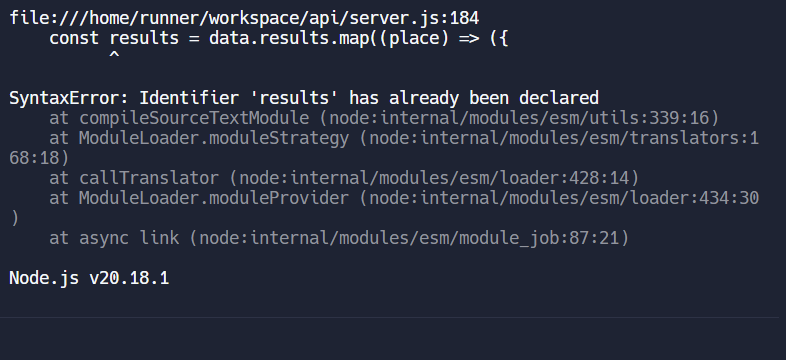 file:///home/runner/workspace/api/server.js:184
    const results = data.results.map((place) => ({
          ^
SyntaxError: Identifier 'results' has already been declared
    at compileSourceTextModule (node:internal/modules/esm/utils:339:16)
    at ModuleLoader.moduleStrategy (node:internal/modules/esm/translators:1
68:18)
    at callTranslator (node:internal/modules/esm/loader:428:14)
    at ModuleLoader.moduleProvider (node:internal/modules/esm/loader:434:30
)
    at async link (node:internal/modules/esm/module_job:87:21)
Node.js v20.18.1